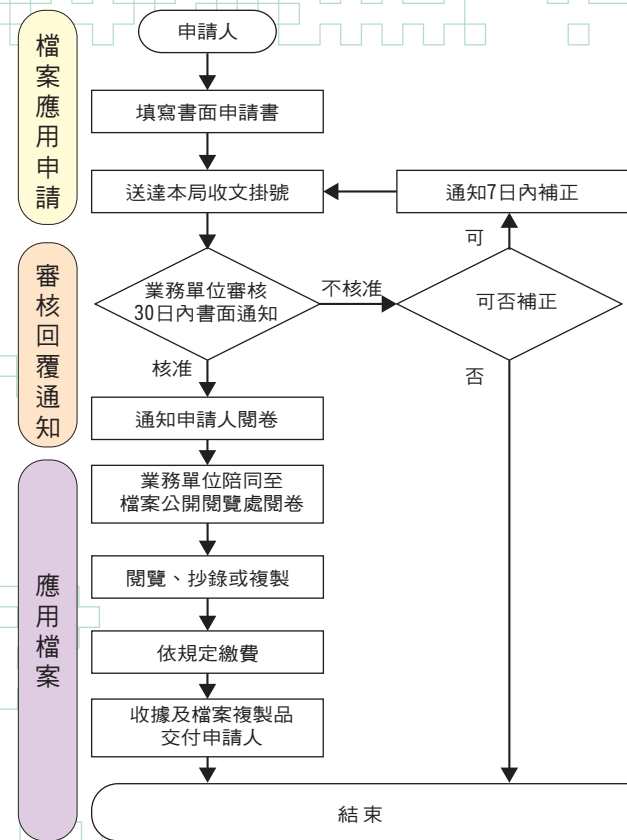 檔案應用申請
申請人
填寫書面申請書
送達本局收文掛號
通知7日內補正
可
審核回覆通知
業務單位審核
30日內書面通知
不核准
可否補正
核准
否
通知申請人閱卷
應用檔案
業務單位陪同至
檔案公開閱覽處閱卷
閱覽、抄錄或複製
依規定繳費
收據及檔案複製品
交付申請人
結束